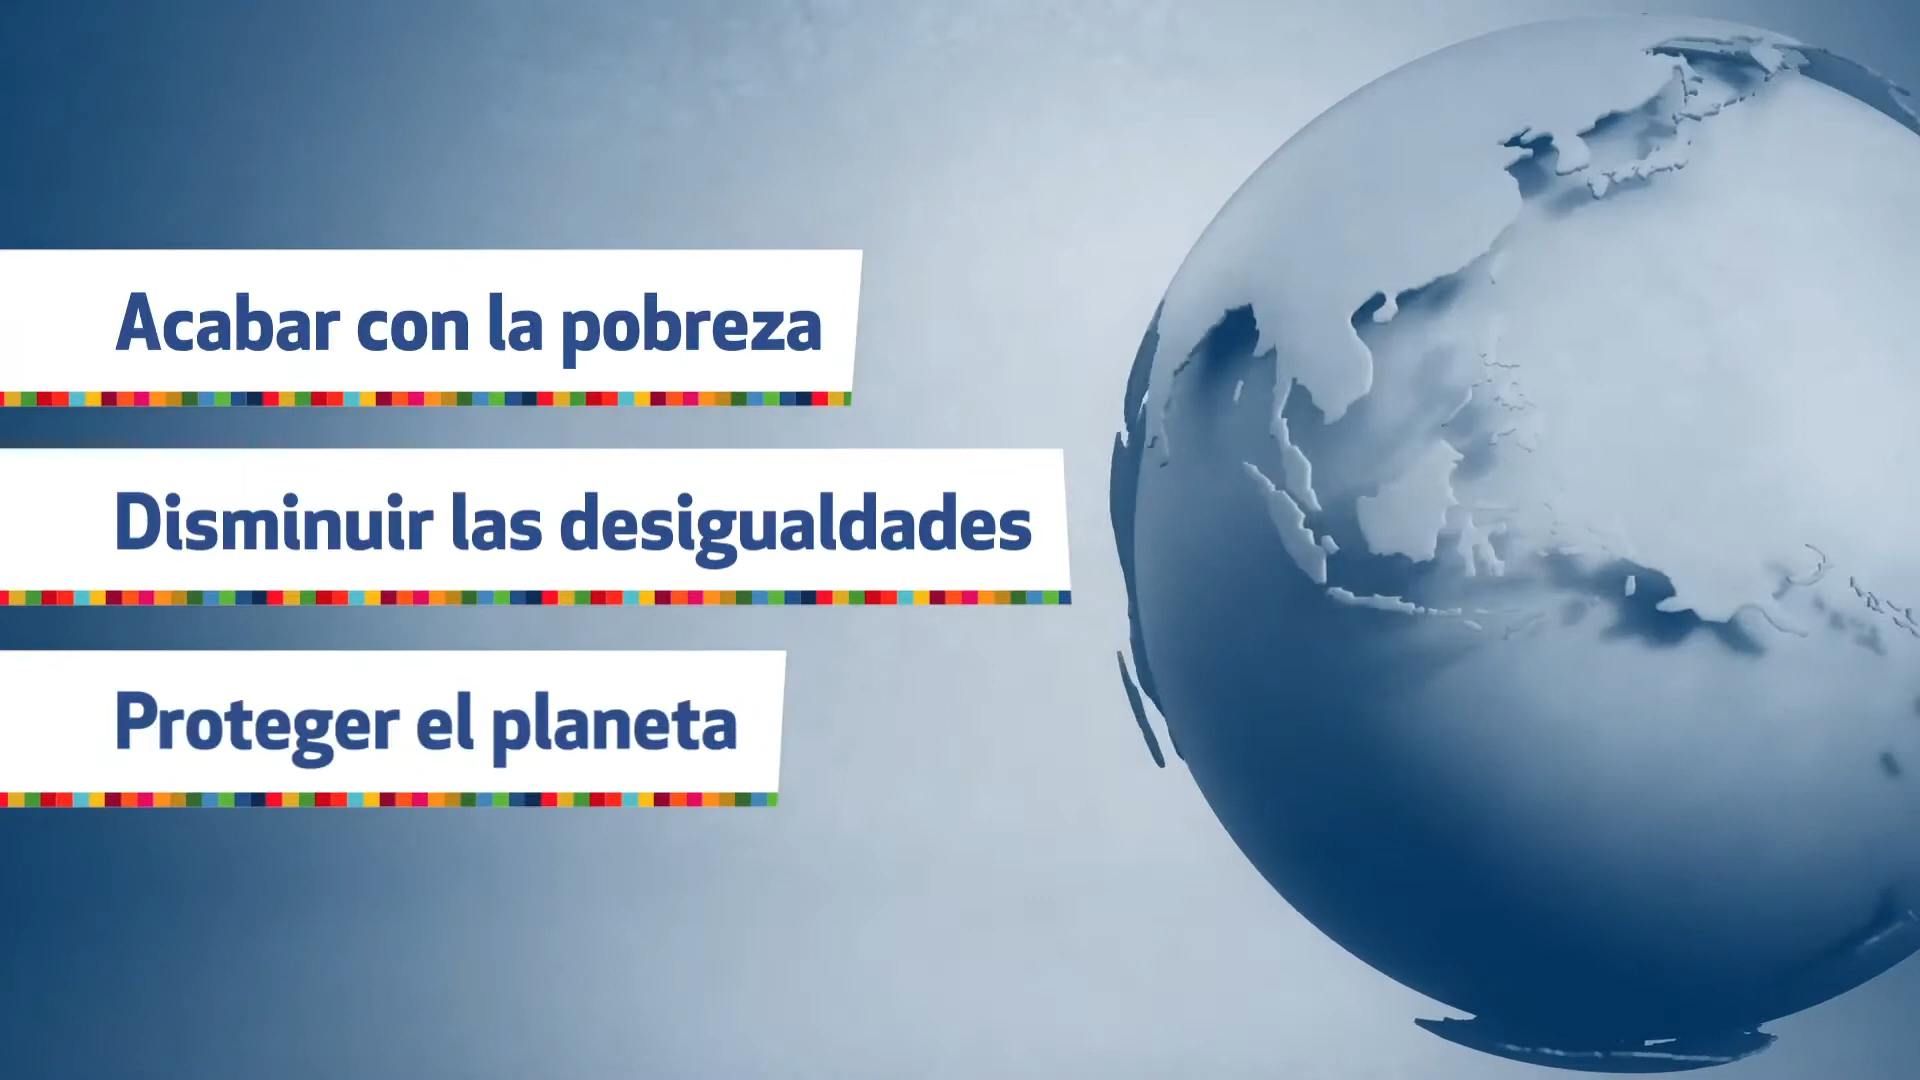 Acabar con la pobreza
Disminuir las desigualdades
Proteger el planeta